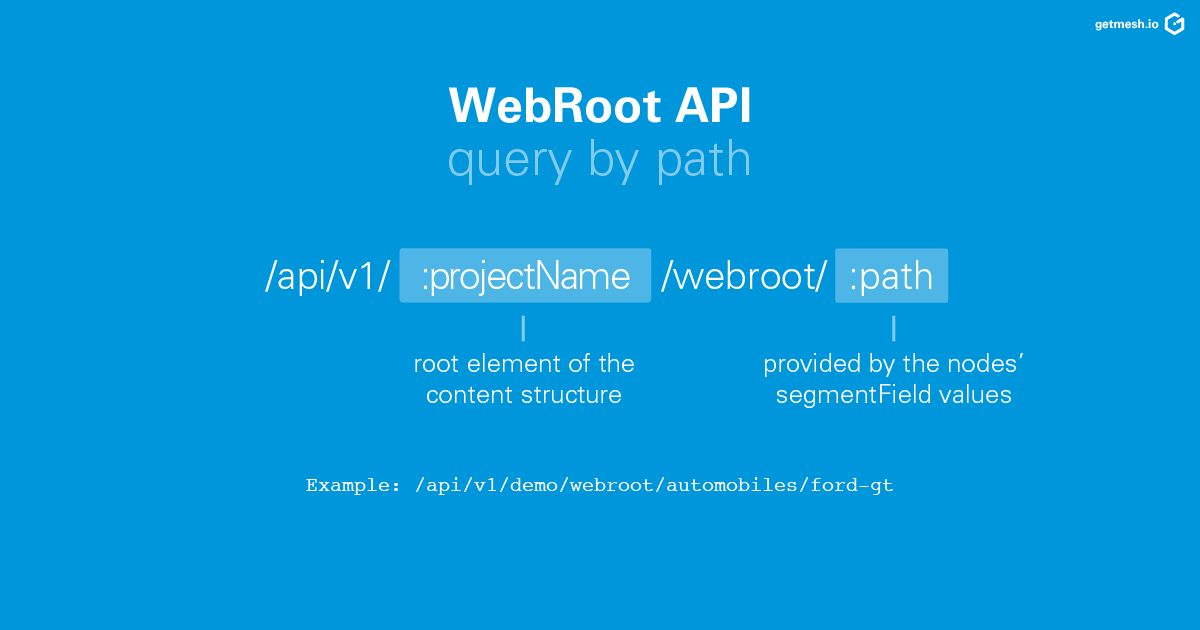 getmesh.io
WebRoot API
query by path
/api/v1/ :projectName /webroot/ :path
root element of the
content structure
provided by the nodes’
segmentField values
Example: /api/v1/demo/webroot/automobiles/ford-gt